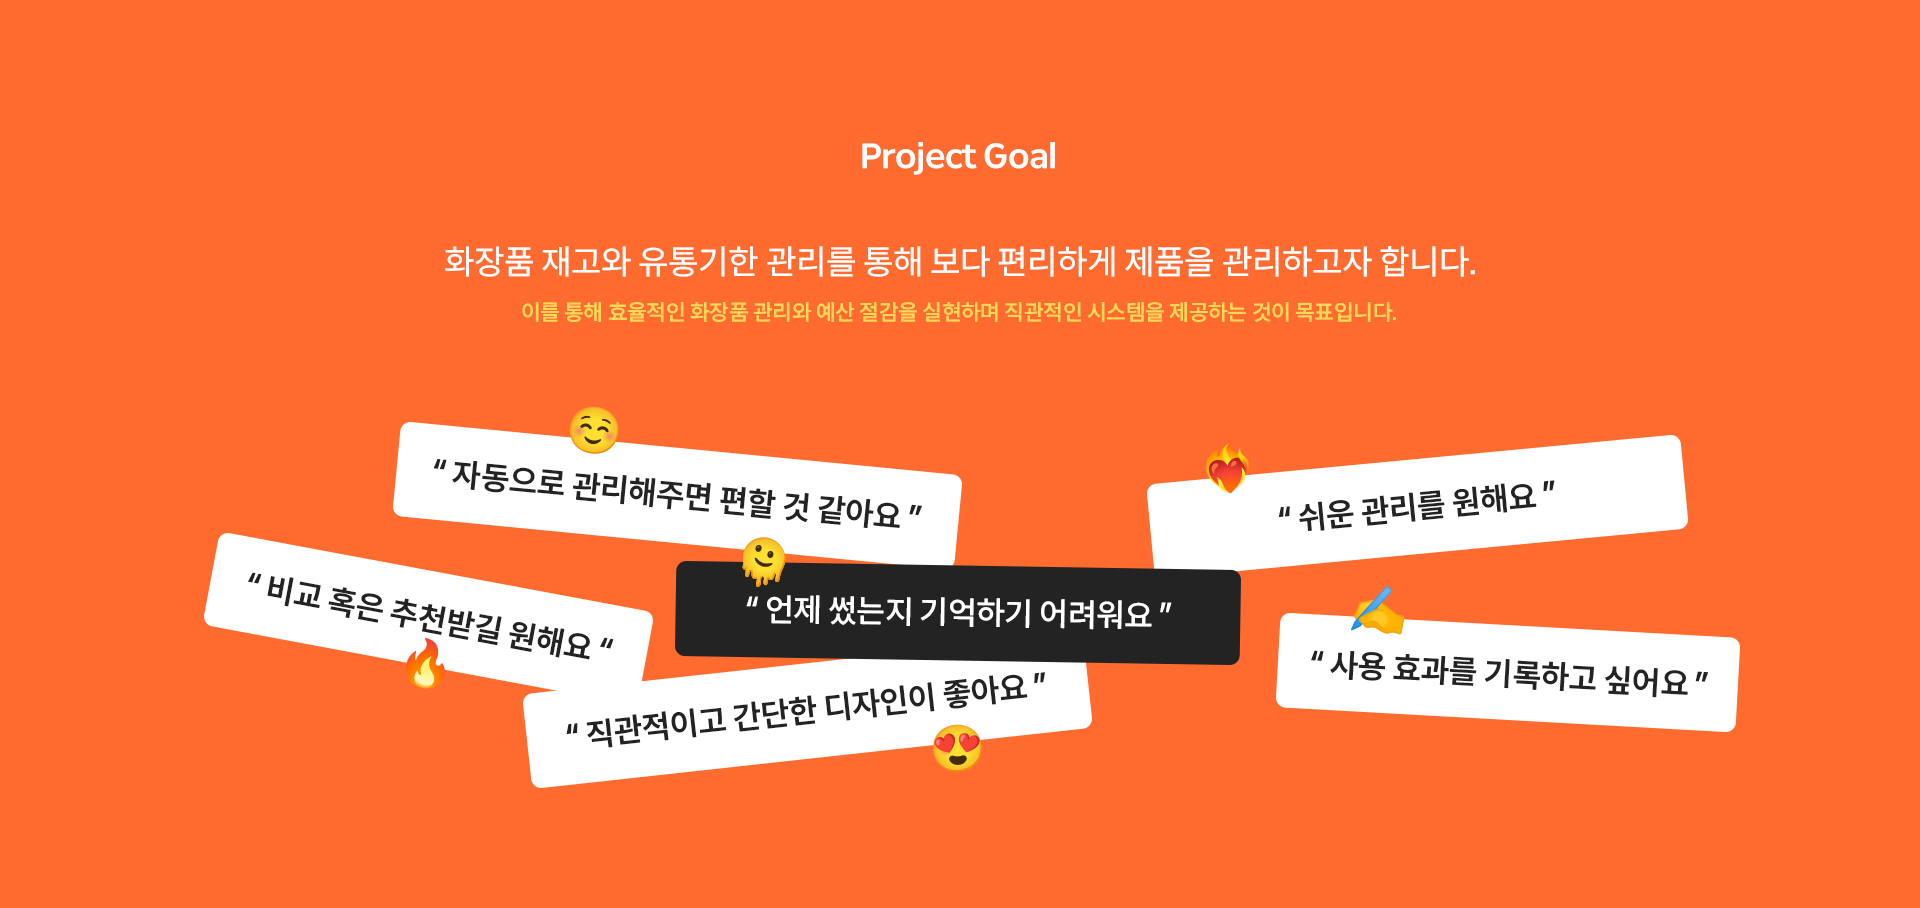 Project Goal
화장품 재고와 유통기한 관리를 통해 보다 편리하게 제품을 관리하고자 합니다.
이를 통해 효율적인 화장품 관리와 예산 절감을 실현하며 직관적인 시스템을 제공하는 것이 목표입니다.
“ 자동으로 관리해주면 편할 것 같아요 ”
“ 쉬운 관리를 원해요 ”
“ 비교 혹은 추천받길 원해요 “
“ 언제 썼는지 기억하기 어려워요 ”
“ 사용 효과를 기록하고 싶어요 ”
“ 직관적이고 간단한 디자인이 좋아요 ”